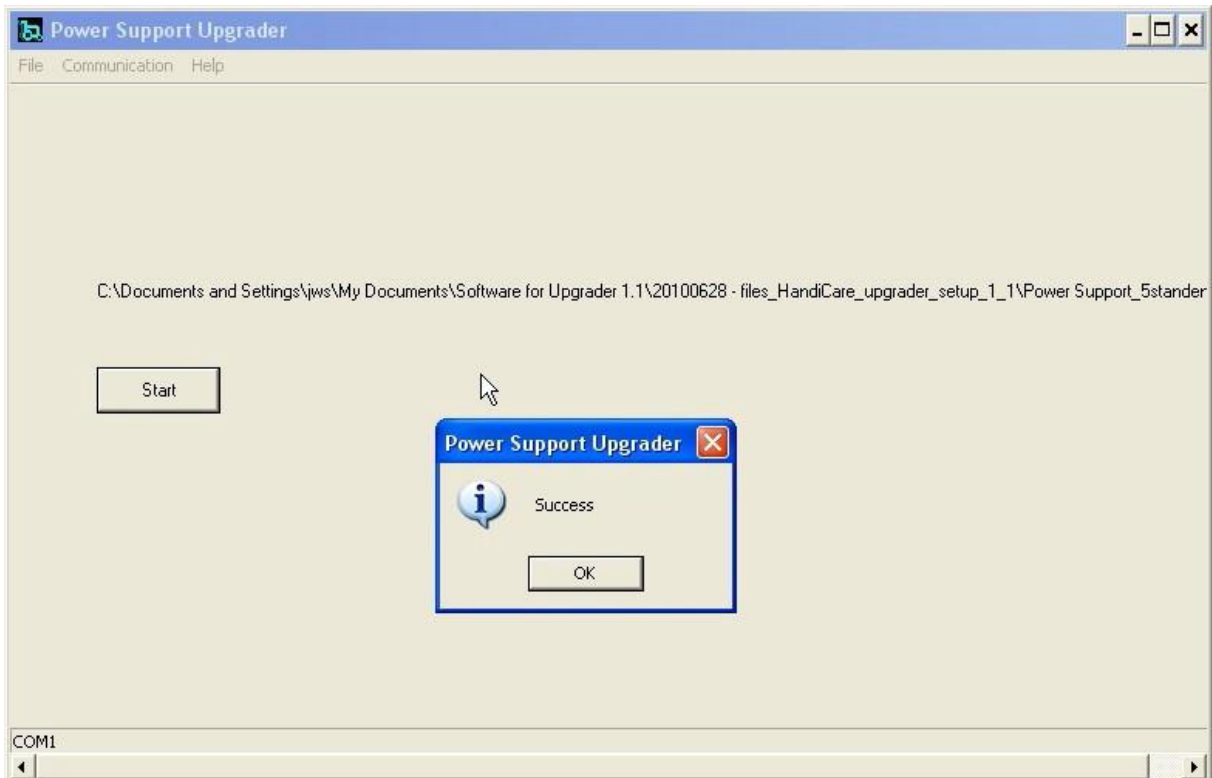 Power Support Upgrader
File Communication Help
C:\Documents and Settings\jws\My Documents\Software for Upgrader 1.1\20100628 - files_HandiCare_upgrader_setup_1_1\Power Support_5stander
Start
Power Support Upgrader
Success
OK
COM1